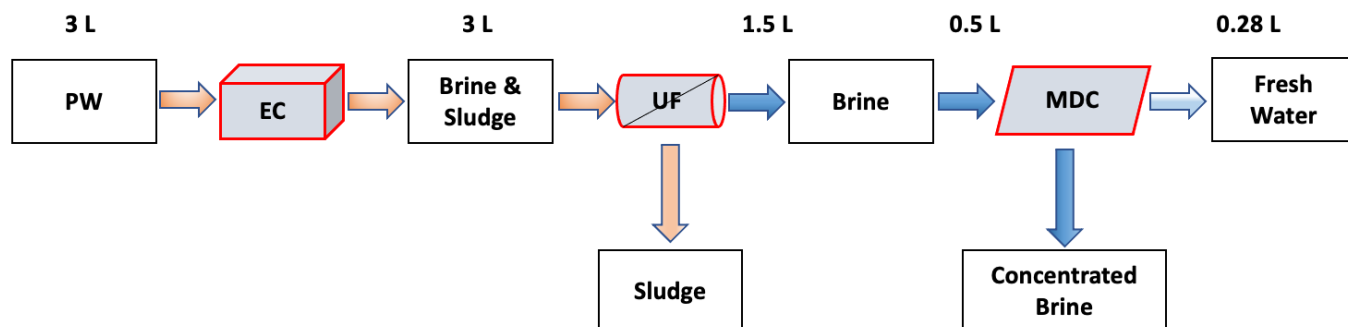 3 L
3 L
1.5 L
0.5 L
0.28 L
PW
EC
Brine &
Sludge
UF
Brine
MDC
Fresh
Water
Sludge
Concentrated
Brine